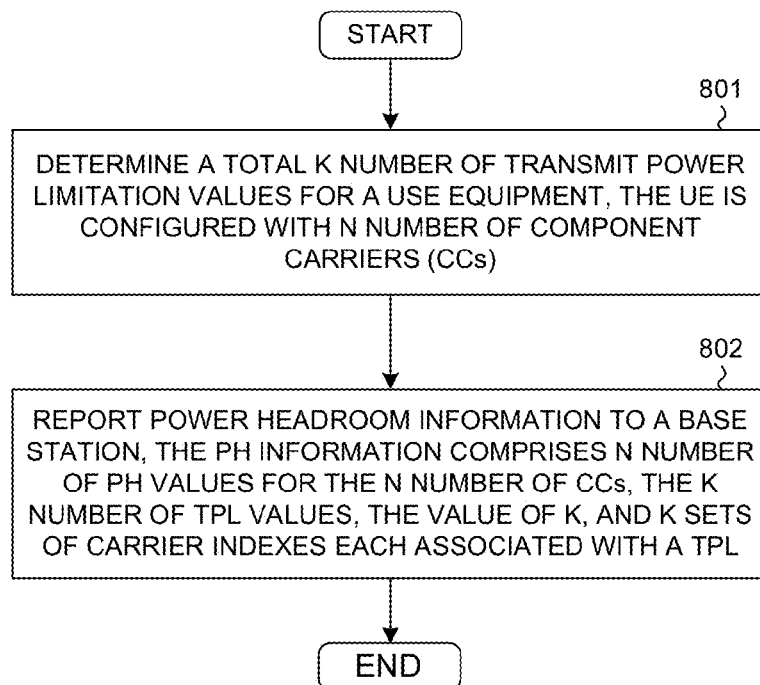 START
801
DETERMINE A TOTAL K NUMBER OF TRANSMIT POWER
LIMITATION VALUES FOR A USE EQUIPMENT, THE UE IS
CONFIGURED WITH N NUMBER OF COMPONENT
CARRIERS (CCs)
802
REPORT POWER HEADROOM INFORMATION TO A BASE
STATION, THE PH INFORMATION COMPRISES N NUMBER
OF PH VALUES FOR THE N NUMBER OF CCs, THE K
NUMBER OF TPL VALUES, THE VALUE OF K, AND K SETS
OF CARRIER INDEXES EACH ASSOCIATED WITH A TPL
END